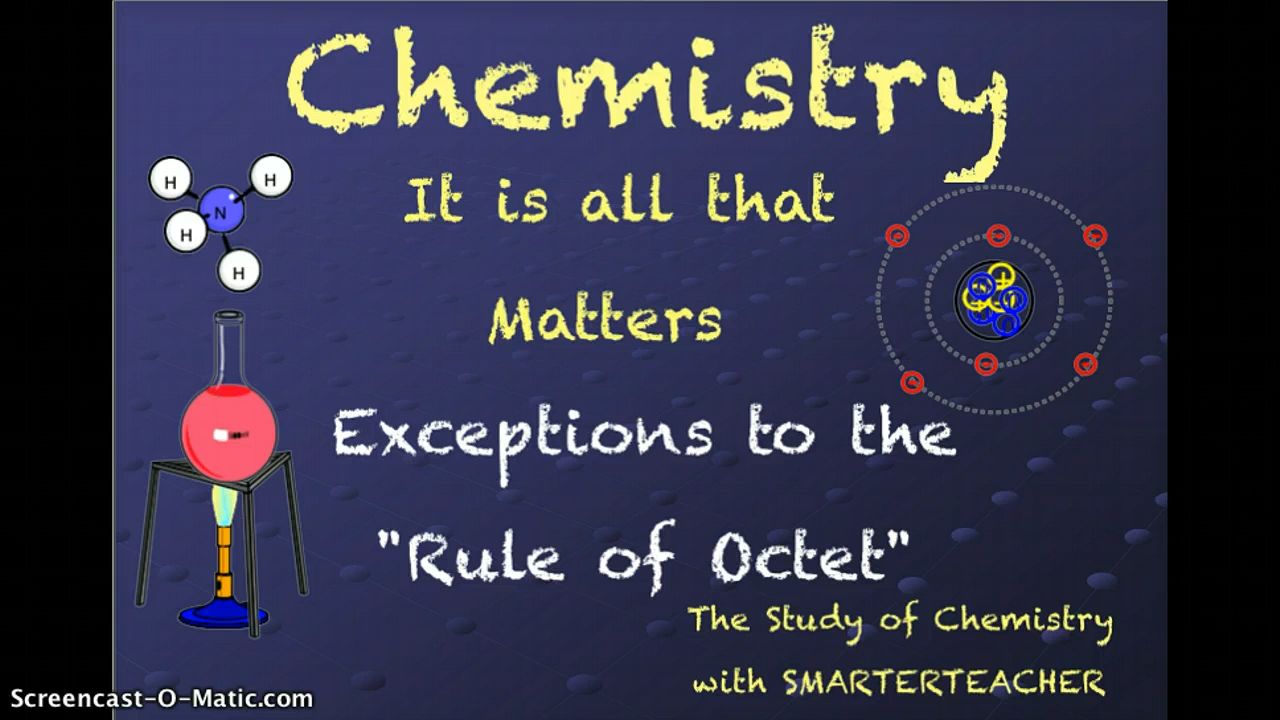 Chemistry
It is all that
Matters
Exceptions to the
"Rule of Octet"
The Study of Chemistry
with SMARTERTEACHER
H
H
N
H
H
Screencast-O-Matic.com